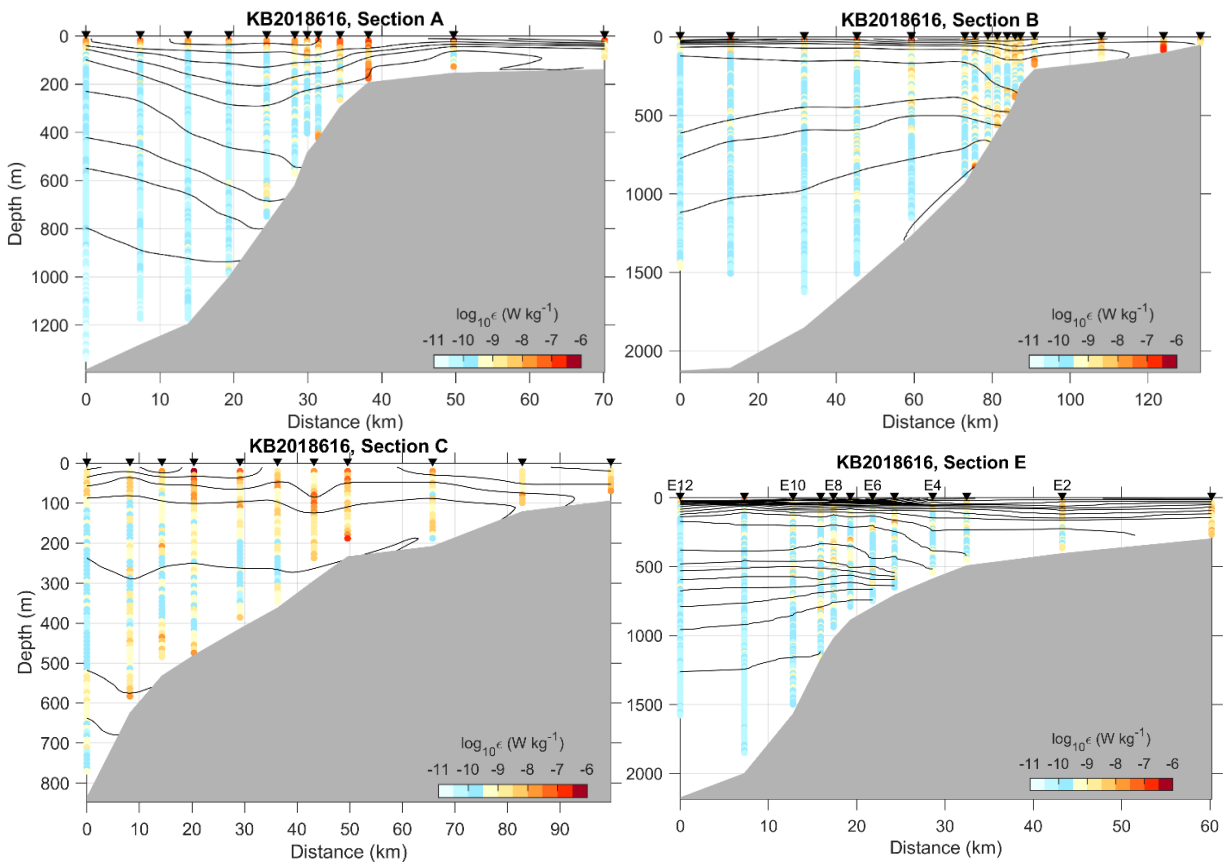 KB2018616, Section A
0
200
400
600
800
1000
1200
Depth (m)
log10ϵ (W kg-1)
-11 -10 -9 -8 -7 -6
0 10 20 30 40 50 60 70
Distance (km)
KB2018616, Section B
0
500
1000
1500
2000
log10ϵ (W kg-1)
-11 -10 -9 -8 -7 -6
0 20 40 60 80 100 120
Distance (km)
KB2018616, Section C
0
100
200
300
400
500
600
700
800
Depth (m)
log10ϵ (W kg-1)
-11 -10 -9 -8 -7 -6
0 10 20 30 40 50 60 70 80 90
Distance (km)
KB2018616, Section E
E12 E10 E8 E6 E4 E2
0
500
1000
1500
2000
log10ϵ (W kg-1)
-11 -10 -9 -8 -7 -6
0 10 20 30 40 50 60
Distance (km)